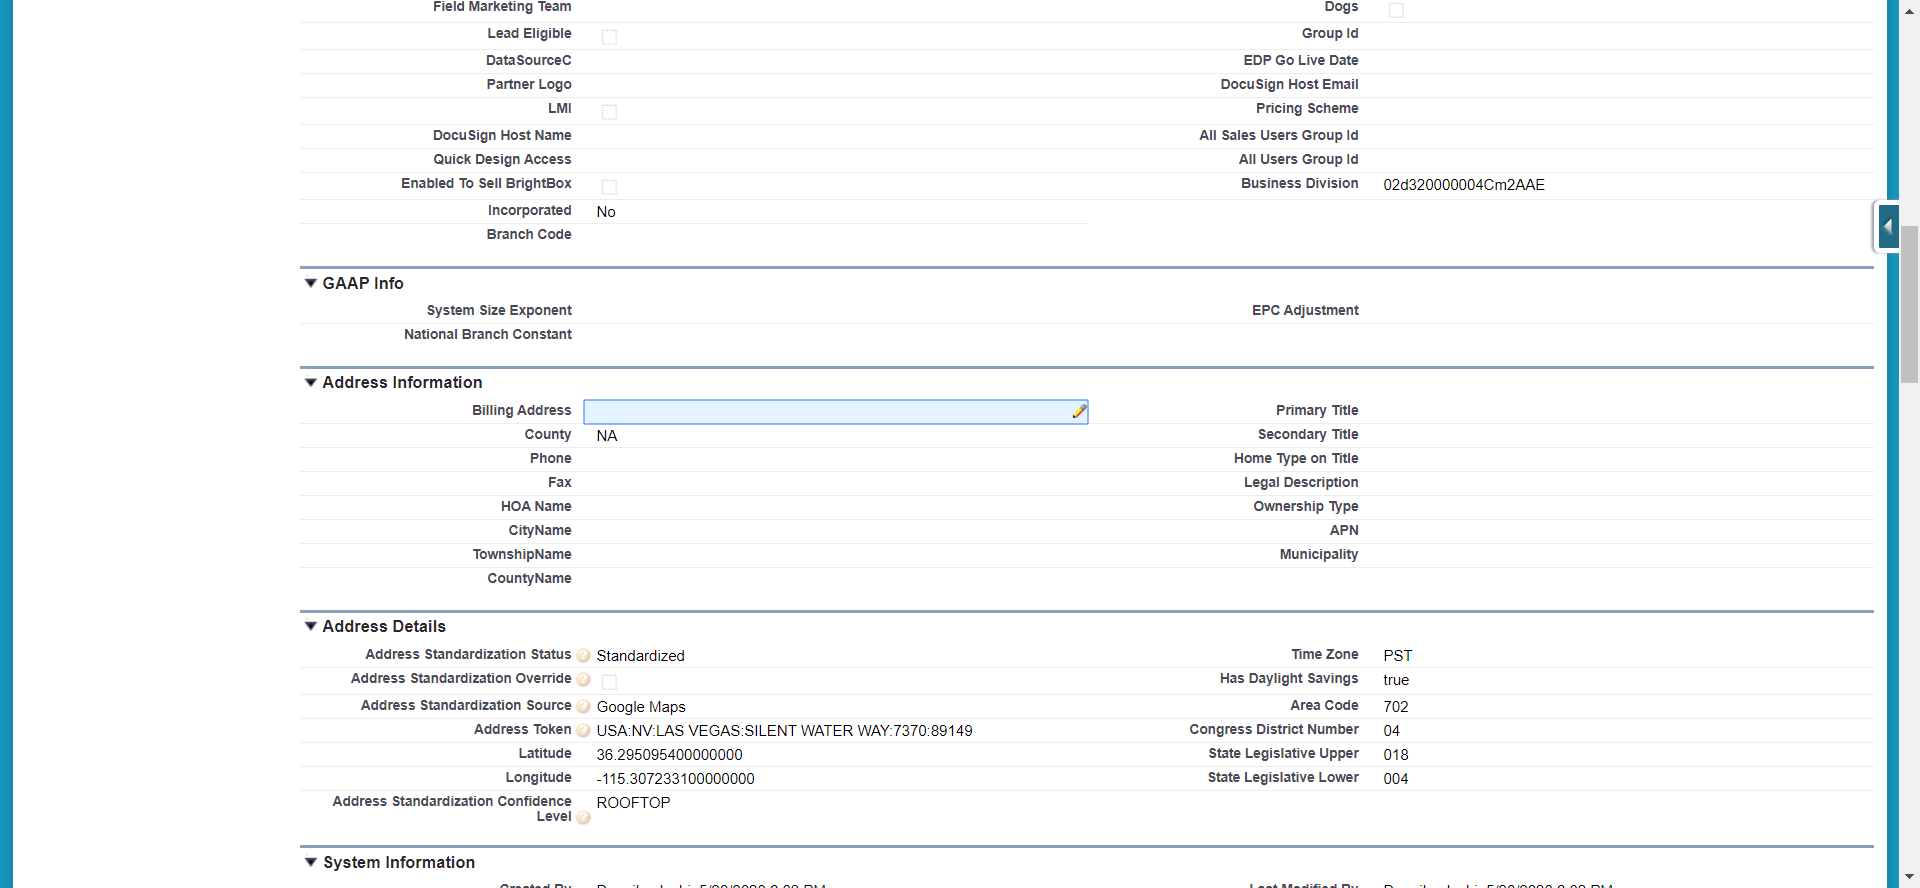 Field Marketing Team Dogs
Lead Eligible Group Id
DataSourceC EDP Go Live Date
Partner Logo DocuSign Host Email
LMI Pricing Scheme
DocuSign Host Name All Sales Users Group Id
Quick Design Access All Users Group Id
Enabled To Sell BrightBox Business Division 02d320000004Cm2AAE
Incorporated No
Branch Code
GAAP Info
System Size Exponent EPC Adjustment
National Branch Constant
Address Information
Billing Address Primary Title
County NA Secondary Title
Phone Home Type on Title
Fax Legal Description
HOA Name Ownership Type
CityName APN
TownshipName Municipality
CountyName
Address Details
Address Standardization Status Standardized Time Zone PST
Address Standardization Override Has Daylight Savings true
Address Standardization Source Google Maps Area Code 702
Address Token USA:NV:LAS VEGAS:SILENT WATER WAY:7370:89149 Congress District Number 04
Latitude 36.295095400000000 State Legislative Upper 018
Longitude -115.307233100000000 State Legislative Lower 004
Address Standardization Confidence ROOFTOP
Level
System Information